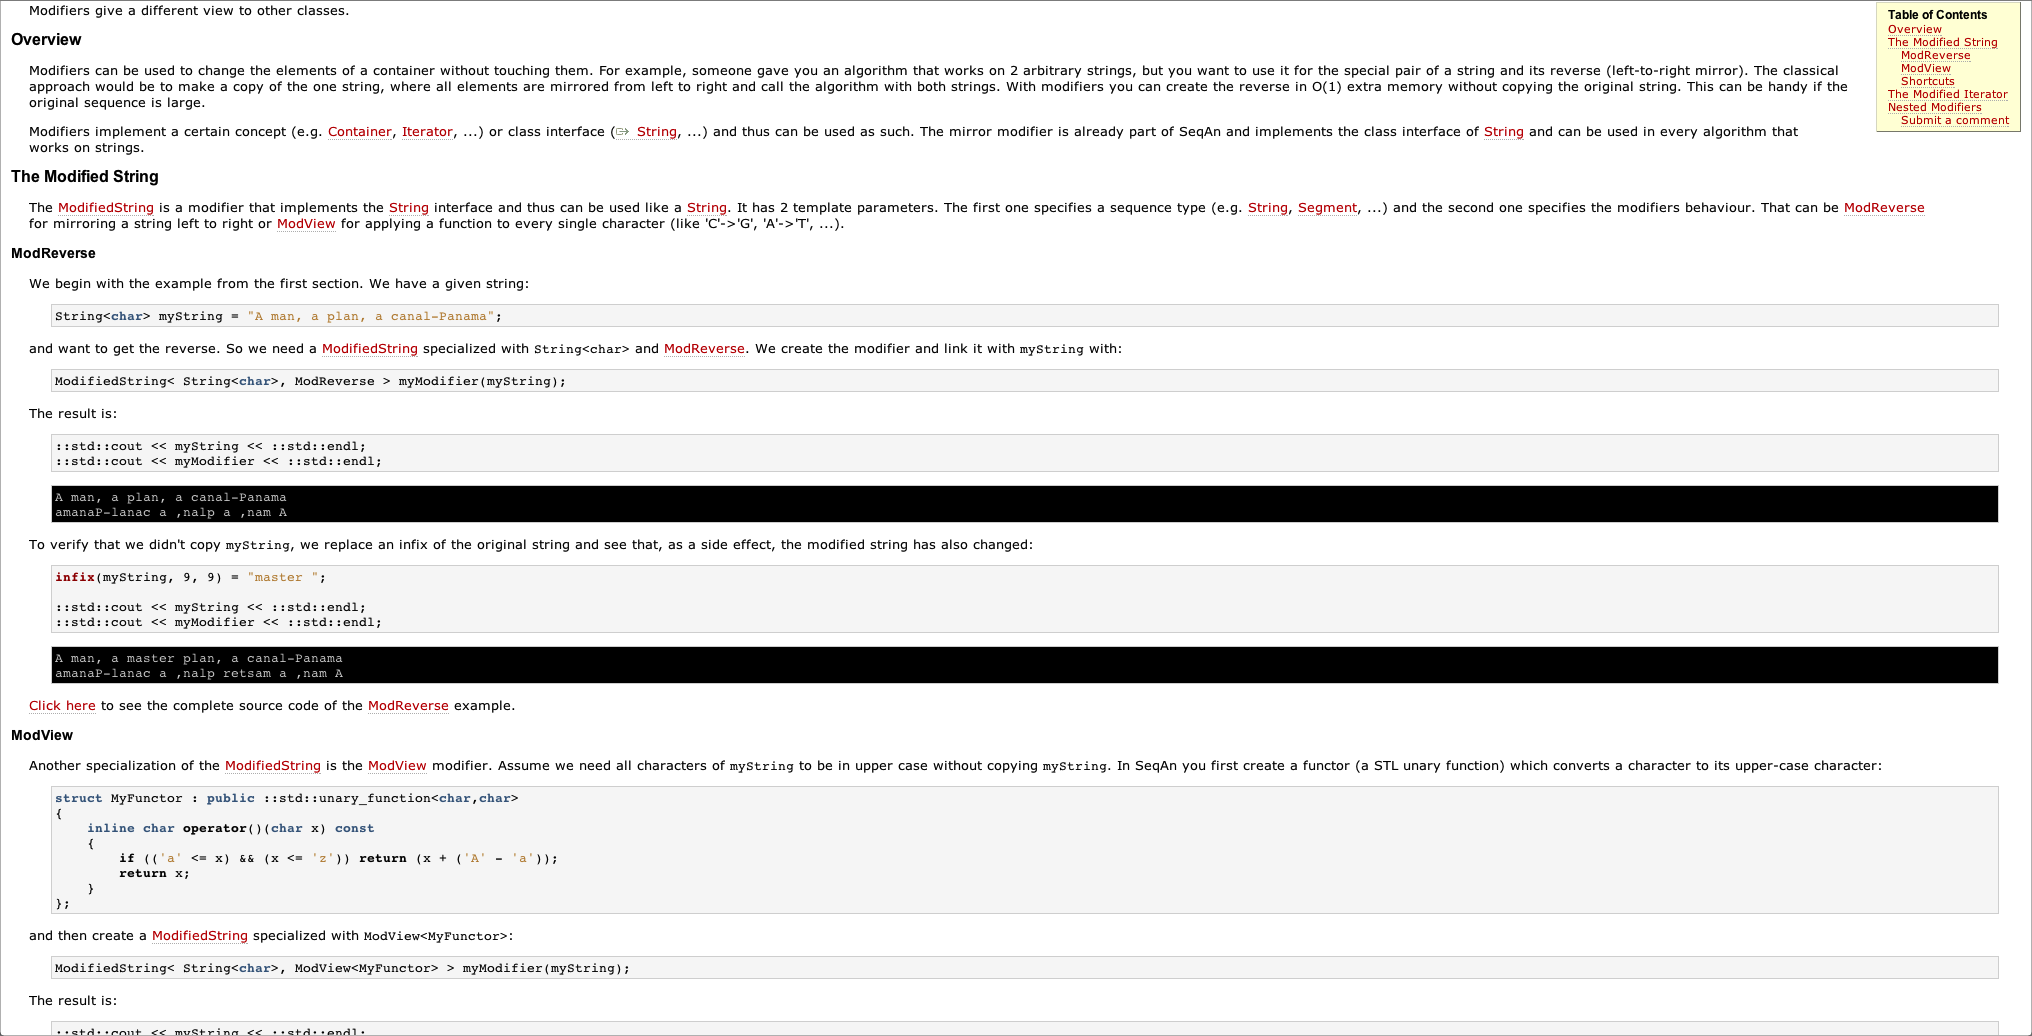 Modifiers give a different view to other classes.
Table of Contents
Overview
The Modified String
ModReverse
ModView
Shortcuts
The Modified Iterator
Nested Modifiers
Submit a comment
Overview
Modifiers can be used to change the elements of a container without touching them. For example, someone gave you an algorithm that works on 2 arbitrary strings, but you want to use it for the special pair of a string and its reverse (left-to-right mirror). The classical
approach would be to make a copy of the one string, where all elements are mirrored from left to right and call the algorithm with both strings. With modifiers you can create the reverse in O(1) extra memory without copying the original string. This can be handy if the
original sequence is large.
Modifiers implement a certain concept (e.g. Container, Iterator, ...) or class interface (⇨ String, ...) and thus can be used as such. The mirror modifier is already part of SeqAn and implements the class interface of String and can be used in every algorithm that
works on strings.
The Modified String
The ModifiedString is a modifier that implements the String interface and thus can be used like a String. It has 2 template parameters. The first one specifies a sequence type (e.g. String, Segment, ...) and the second one specifies the modifiers behaviour. That can be ModReverse
for mirroring a string left to right or ModView for applying a function to every single character (like 'C'->'G', 'A'->'T', ...).
ModReverse
We begin with the example from the first section. We have a given string:
String<char> myString = "A man, a plan, a canal-Panama";
and want to get the reverse. So we need a ModifiedString specialized with String<char> and ModReverse. We create the modifier and link it with myString with:
ModifiedString< String<char>, ModReverse > myModifier(myString);
The result is:
::std::cout << myString << ::std::endl;
::std::cout << myModifier << ::std::endl;
A man, a plan, a canal-Panama
amanaP-lanac a ,nalp a ,nam A
To verify that we didn't copy myString, we replace an infix of the original string and see that, as a side effect, the modified string has also changed:
infix(myString, 9, 9) = "master ";
::std::cout << myString << ::std::endl;
::std::cout << myModifier << ::std::endl;
A man, a master plan, a canal-Panama
amanaP-lanac a ,nalp retsam a ,nam A
Click here to see the complete source code of the ModReverse example.
ModView
Another specialization of the ModifiedString is the ModView modifier. Assume we need all characters of myString to be in upper case without copying myString. In SeqAn you first create a functor (a STL unary function) which converts a character to its upper-case character:
struct MyFunctor : public ::std::unary_function<char,char>
{
    inline char operator()(char x) const
    {
        if (('a' <= x) && (x <= 'z')) return (x + ('A' - 'a'));
        return x;
    }
};
and then create a ModifiedString specialized with ModView<MyFunctor>:
ModifiedString< String<char>, ModView<MyFunctor> > myModifier(myString);
The result is:
::std::cout << myString << ::std::endl;